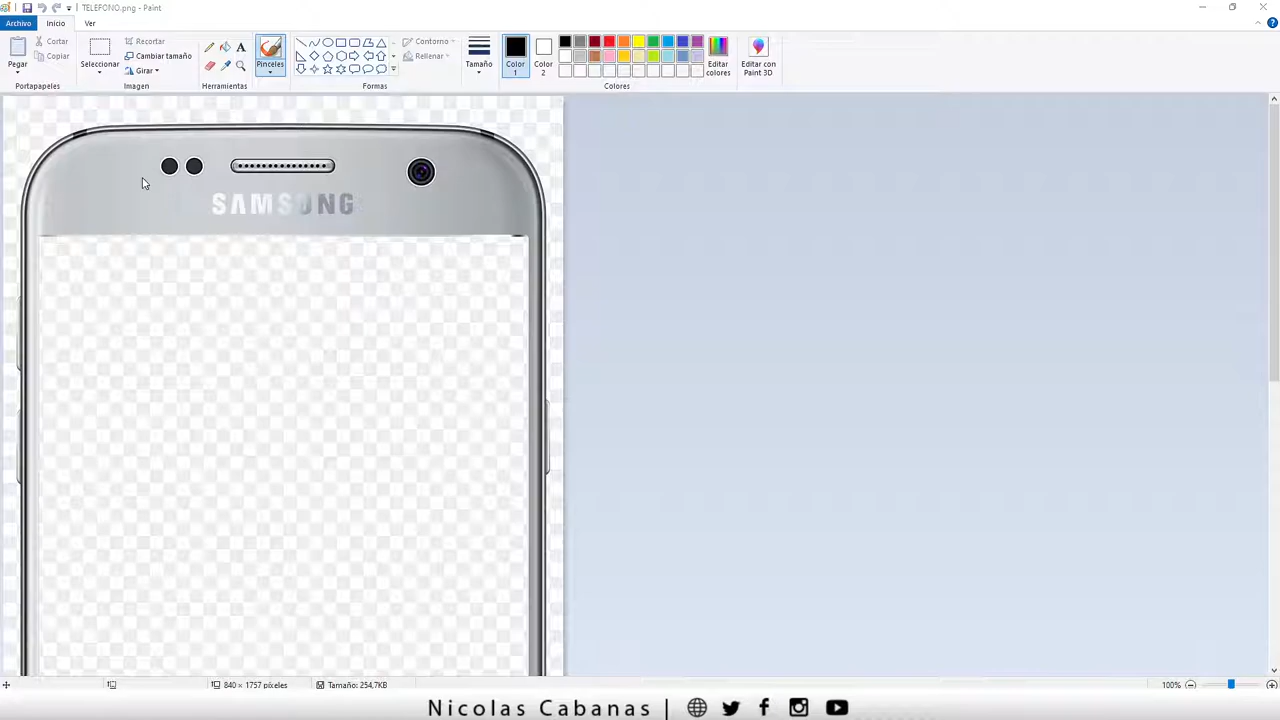 TELEFONO.png - Paint
Archivo Inicio Ver
Pegar
Cortar
Copiar
Portapapeles
Seleccionar
Recortar
Cambiar tamaño
Girar
Imagen
A
Herramientas
Pinceles
Contorno
Rellenar
Formas
Tamaño
Color 1
Color 2
Editar colores
Colores
Editar con Paint 3D
SAMSUNG
840 × 1757 píxeles
Tamaño: 254,7KB
100%
Nicolas Cabanas |